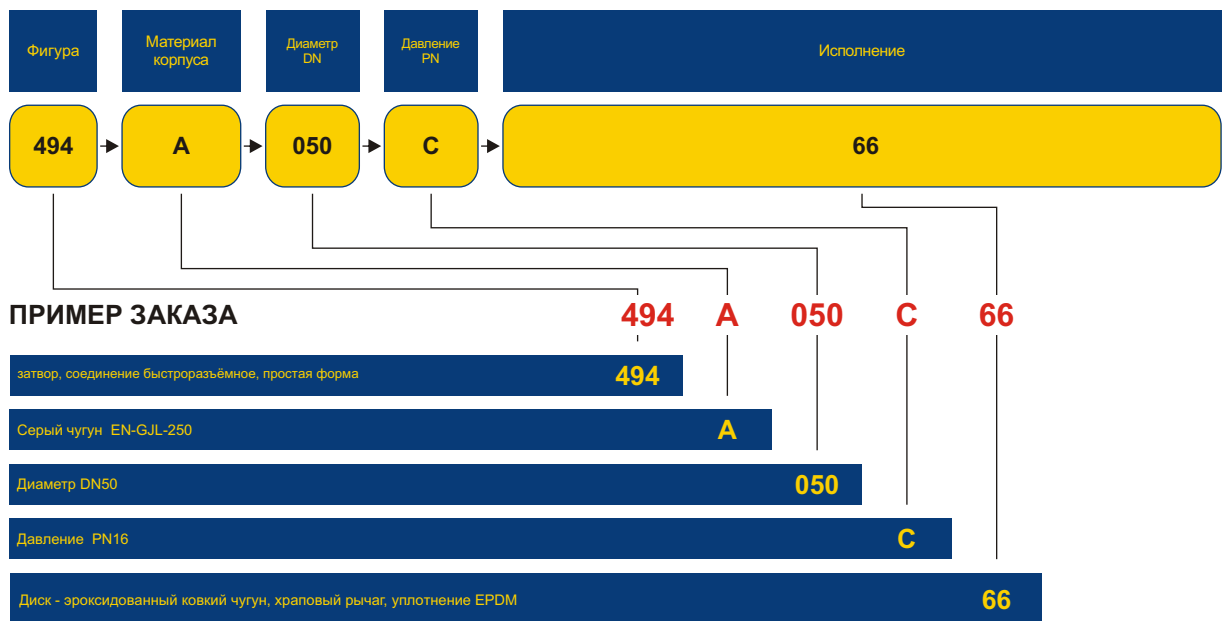 Фигура
Материал
корпуса
Диаметр
DN
Давление
PN
Исполнение
494
A
050
C
66
ПРИМЕР ЗАКАЗА
494 A 050 C 66
затвор, соединение быстроразъёмное, простая форма 494
Серый чугун EN-GJL-250 A
Диаметр DN50 050
Давление PN16 C
Диск - эроксидованный ковкий чугун, храповый рычаг, уплотнение EPDM 66